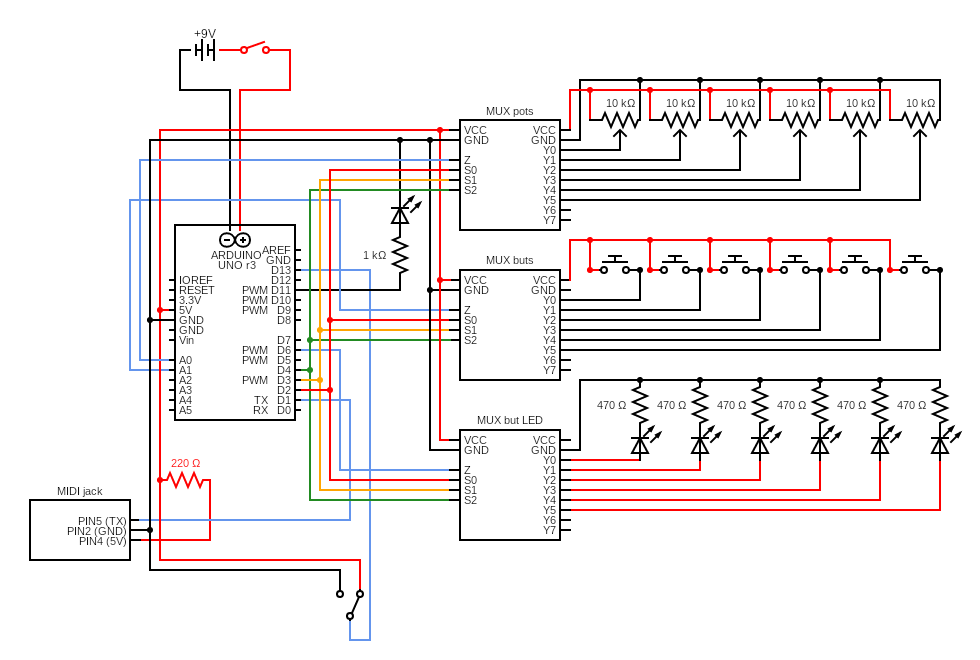 +9V
MUX pots
VCC
GND
Z
S0
S1
S2
VCC
GND
Y0
Y1
Y2
Y3
Y4
Y5
Y6
Y7
10 kΩ 10 kΩ 10 kΩ 10 kΩ 10 kΩ 10 kΩ
1 kΩ
ARDUINO
UNO r3
IOREF
RESET
3.3V
5V
GND
GND
Vin
A0
A1
A2
A3
A4
A5
AREF
GND
D13
D12
PWM D11
PWM D10
PWM D9
D8
D7
PWM D6
PWM D5
D4
PWM D3
D2
TX D1
RX D0
MUX buts
VCC
GND
Z
S0
S1
S2
VCC
GND
Y0
Y1
Y2
Y3
Y4
Y5
Y6
Y7
MUX but LED
VCC
GND
Z
S0
S1
S2
VCC
GND
Y0
Y1
Y2
Y3
Y4
Y5
Y6
Y7
470 Ω 470 Ω 470 Ω 470 Ω 470 Ω 470 Ω
220 Ω
MIDI jack
PIN5 (TX)
PIN2 (GND)
PIN4 (5V)